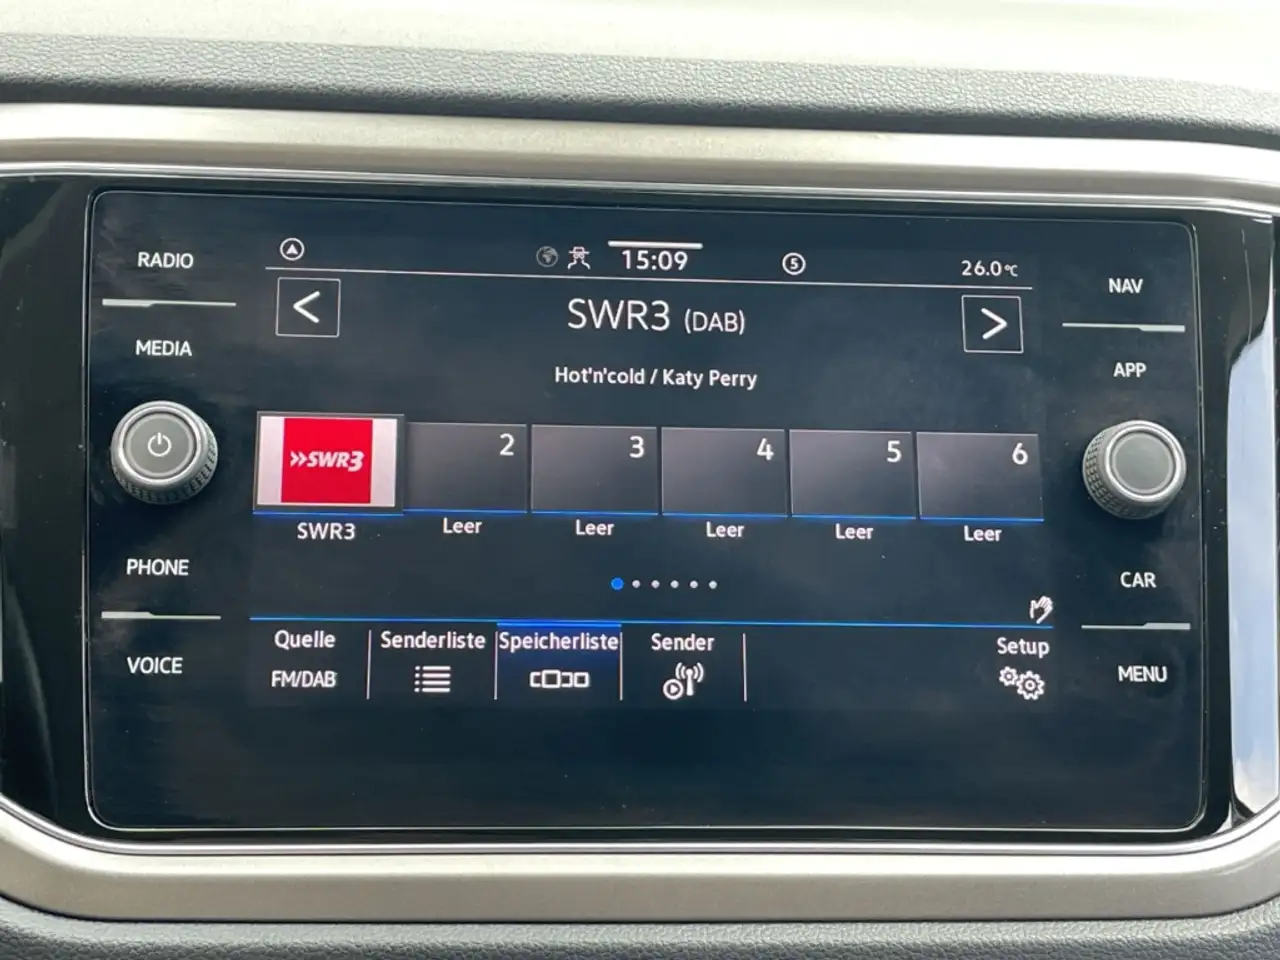 RADIO
MEDIA
PHONE
VOICE
15:09
5
26.0°C
SWR3 (DAB)
Hot'n'cold / Katy Perry
»SWR3
2
3
4
5
6
SWR3
Leer
Leer
Leer
Leer
Leer
Quelle
FM/DAB
Senderliste
Speicherliste
Sender
Setup
NAV
APP
CAR
MENU